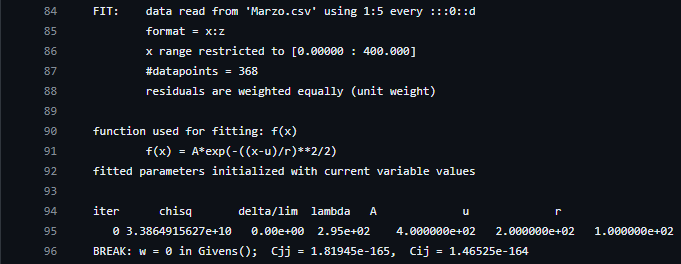 84 FIT:    data read from 'Marzo.csv' using 1:5 every :::0::d
85         format = x:z
86         x range restricted to [0.00000 : 400.000]
87         #datapoints = 368
88         residuals are weighted equally (unit weight)
89
90 function used for fitting: f(x)
91         f(x) = A*exp(-((x-u)/r)**2/2)
92 fitted parameters initialized with current variable values
93
94 iter      chisq       delta/lim  lambda   A             u             r
95    0 3.3864915627e+10   0.00e+00  2.95e+02    4.000000e+02   2.000000e+02   1.000000e+02
96 BREAK: w = 0 in Givens();  Cjj = 1.81945e-165,  Cij = 1.46525e-164